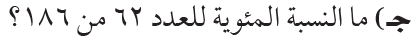 جـ) ما النسبة المئوية للعدد ٦٢ من ١٨٦؟